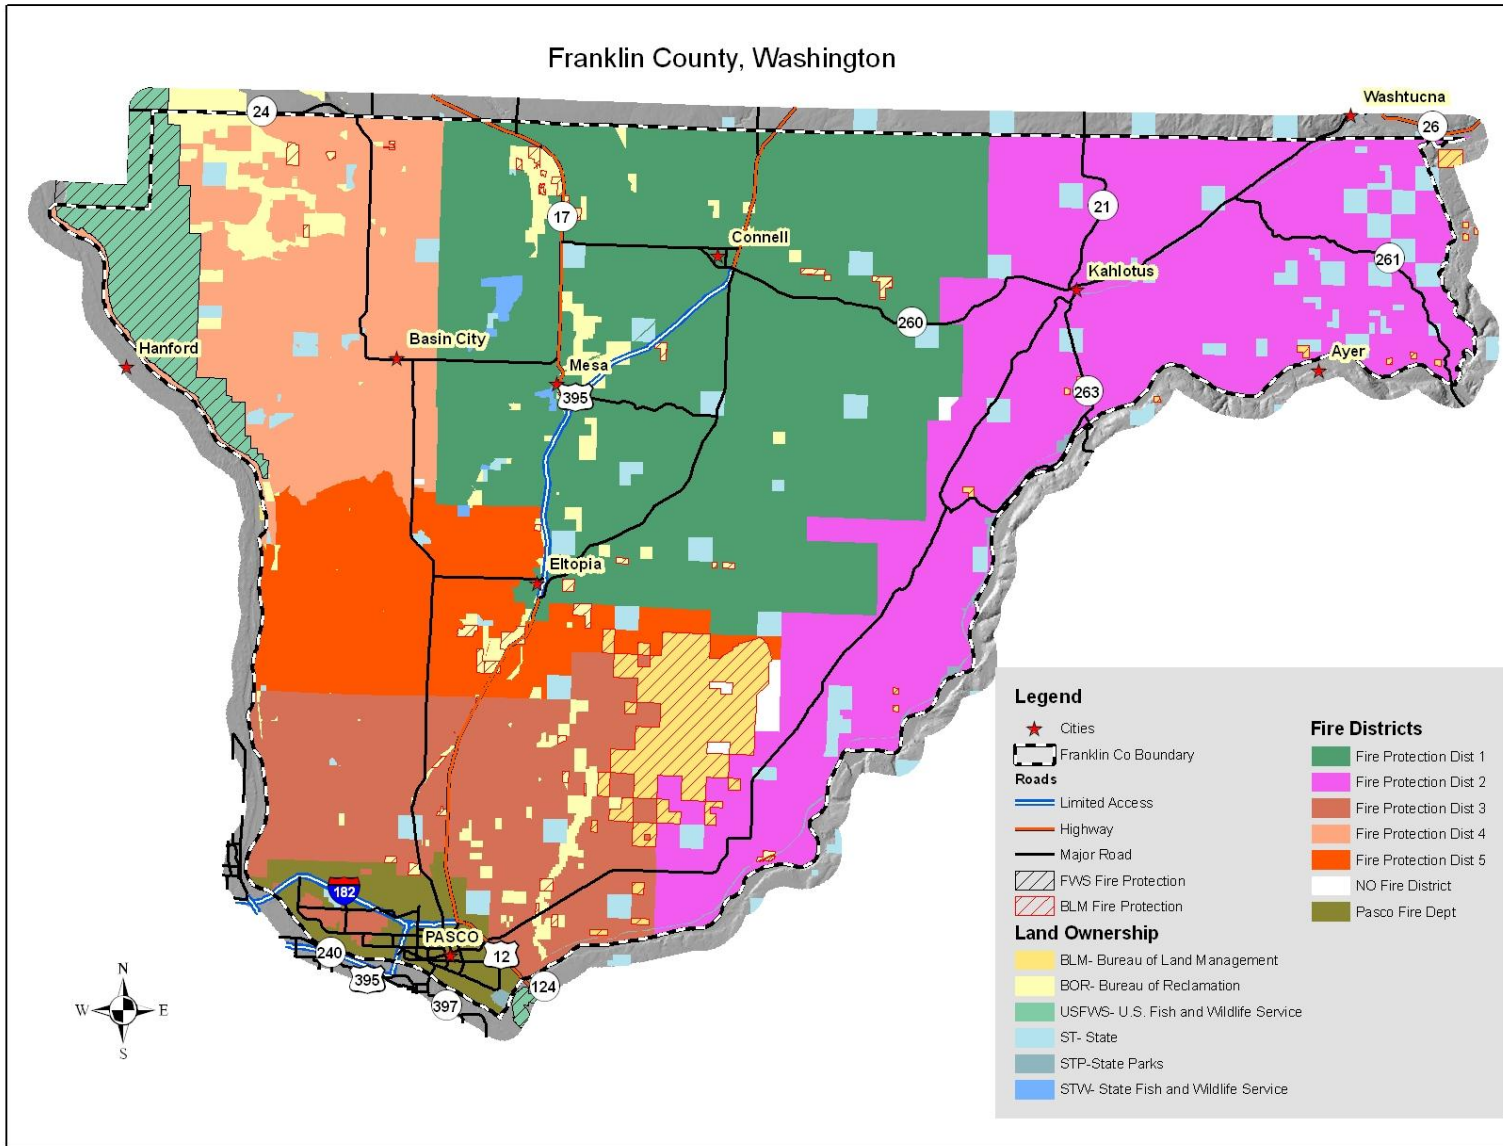 Franklin County, Washington
Washtucna
24
26
17
21
Connell
261
Kahlotus
260
Hanford
Basin City
Mesa
Ayer
395
263
Eltopia
182
PASCO
240
12
395
124
397
N
W
E
S
Legend
Cities
Franklin Co Boundary
Roads
Limited Access
Highway
Major Road
FWS Fire Protection
BLM Fire Protection
Land Ownership
BLM- Bureau of Land Management
BOR- Bureau of Reclamation
USFWS- U.S. Fish and Wildlife Service
ST- State
STP-State Parks
STW- State Fish and Wildlife Service
Fire Districts
Fire Protection Dist 1
Fire Protection Dist 2
Fire Protection Dist 3
Fire Protection Dist 4
Fire Protection Dist 5
NO Fire District
Pasco Fire Dept